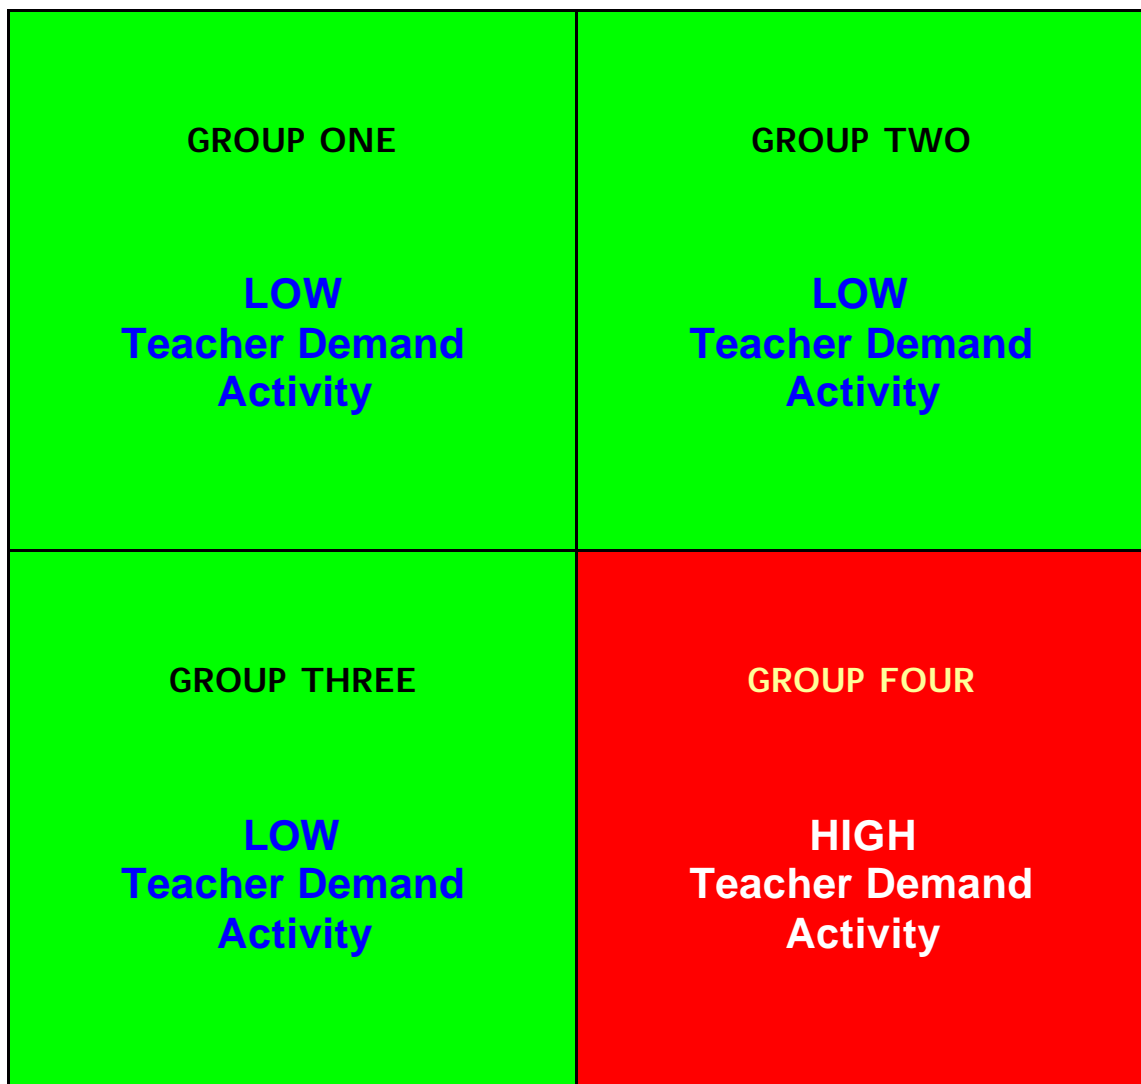 GROUP ONE
LOW
Teacher Demand
Activity
GROUP TWO
LOW
Teacher Demand
Activity
GROUP THREE
LOW
Teacher Demand
Activity
GROUP FOUR
HIGH
Teacher Demand
Activity